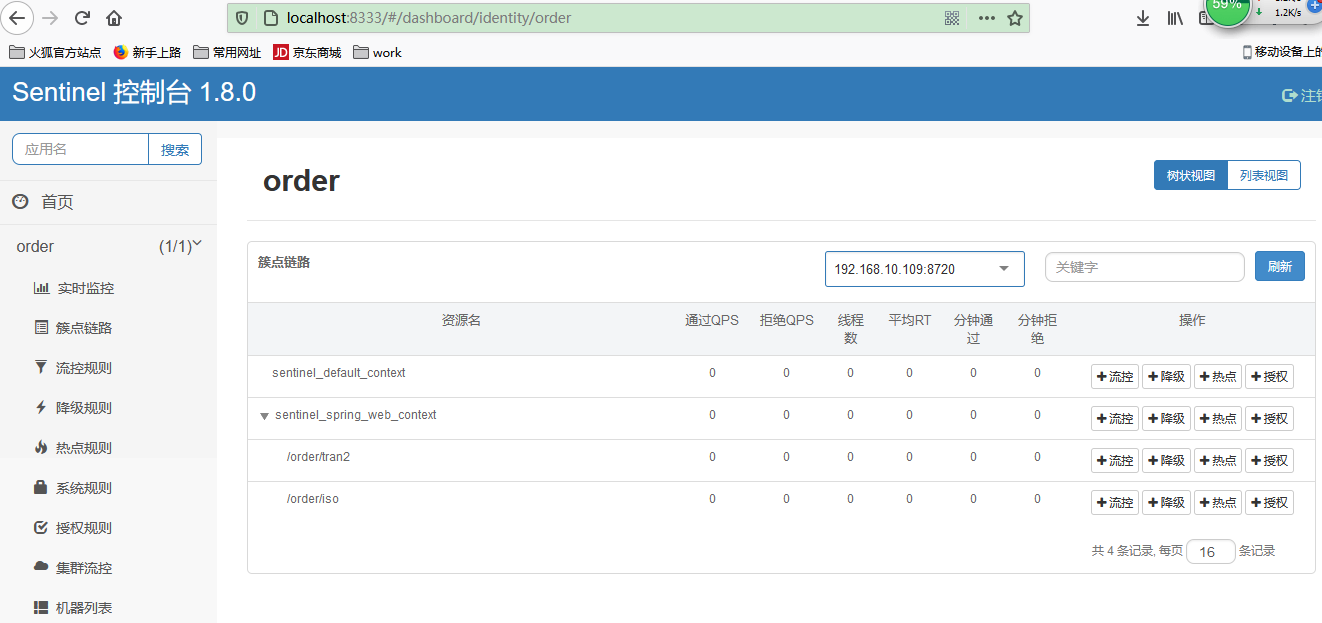 localhost:8333/#/dashboard/identity/order
59%
1.2K/s
火狐官方站点 新手上路 常用网址 JD 京东商城 work
移动设备上的
Sentinel 控制台 1.8.0
应用名 搜索
首页
order (1/1)
实时监控
簇点链路
流控规则
降级规则
热点规则
系统规则
授权规则
集群流控
机器列表
order
树状视图 列表视图
簇点链路 192.168.10.109:8720 关键字 刷新
资源名 通过QPS 拒绝QPS 线程数 平均RT 分钟通过 分钟拒绝 操作
sentinel_default_context 0 0 0 0 0 0 +流控 +降级 +热点 +授权
sentinel_spring_web_context 0 0 0 0 0 0 +流控 +降级 +热点 +授权
/order/tran2 0 0 0 0 0 0 +流控 +降级 +热点 +授权
/order/iso 0 0 0 0 0 0 +流控 +降级 +热点 +授权
共 4 条记录, 每页 16 条记录